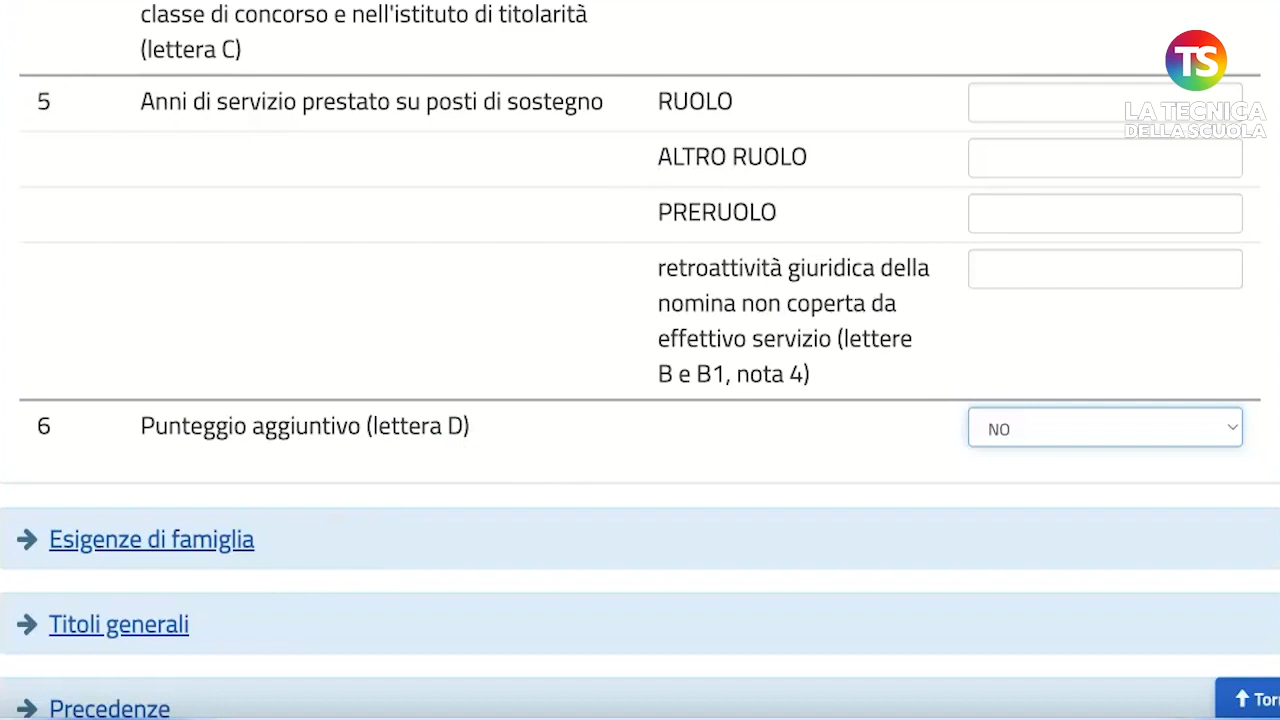 classe di concorso e nell'istituto di titolarità
(lettera C)
TS
LA TECNICA
DELLA SCUOLA
5 Anni di servizio prestato su posti di sostegno RUOLO
ALTRO RUOLO
PRERUOLO
retroattività giuridica della
nomina non coperta da
effettivo servizio (lettere
B e B1, nota 4)
6 Punteggio aggiuntivo (lettera D) NO
Esigenze di famiglia
Titoli generali
Precedenze